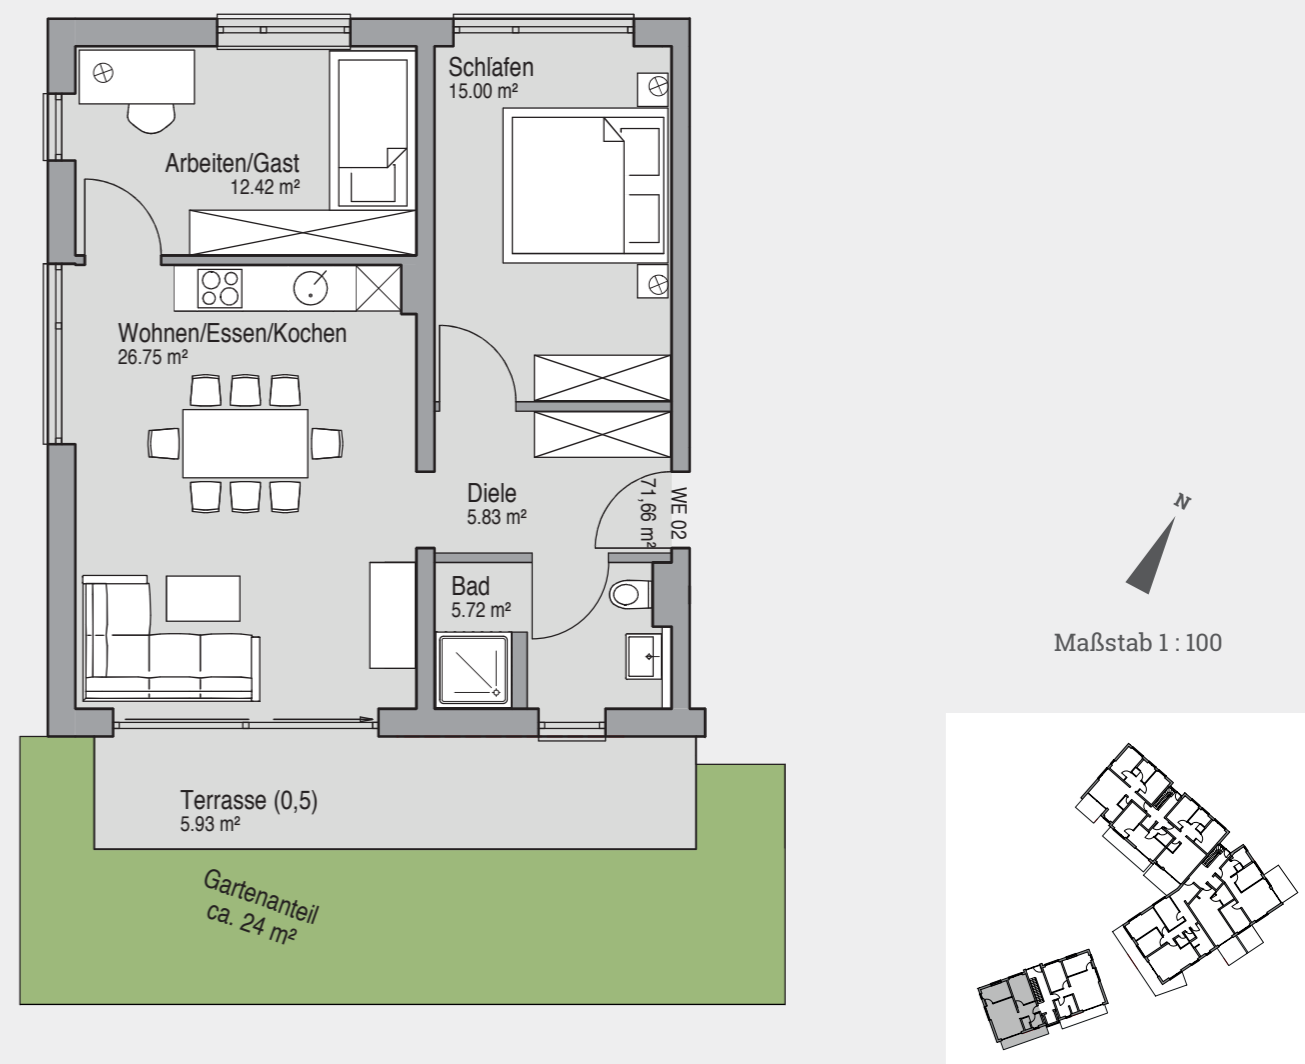 Schlafen
15.00 m²
Arbeiten/Gast
12.42 m²
Wohnen/Essen/Kochen
26.75 m²
Diele
5.83 m²
WE 02
71,66 m²
Bad
5.72 m²
N
Maßstab 1 : 100
Terrasse (0,5)
5.93 m²
Gartenanteil
ca. 24 m²